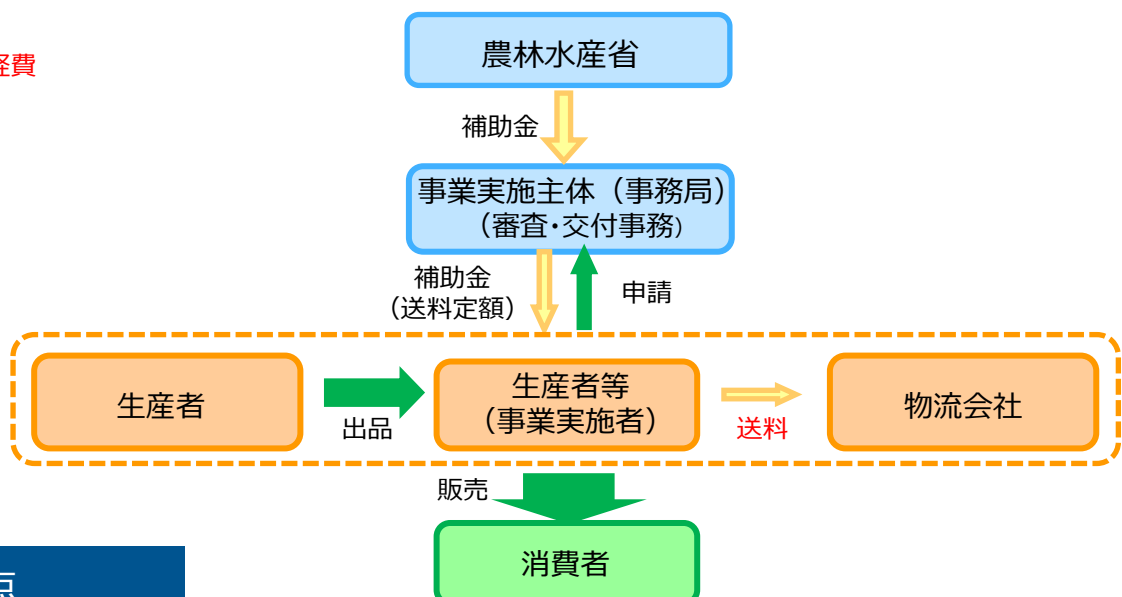 農林水産省
経費
補助金
事業実施主体（事務局）
（審査・交付事務)
補助金
（送料定額）
申請
生産者
出品
生産者等
（事業実施者）
送料
物流会社
販売
消費者